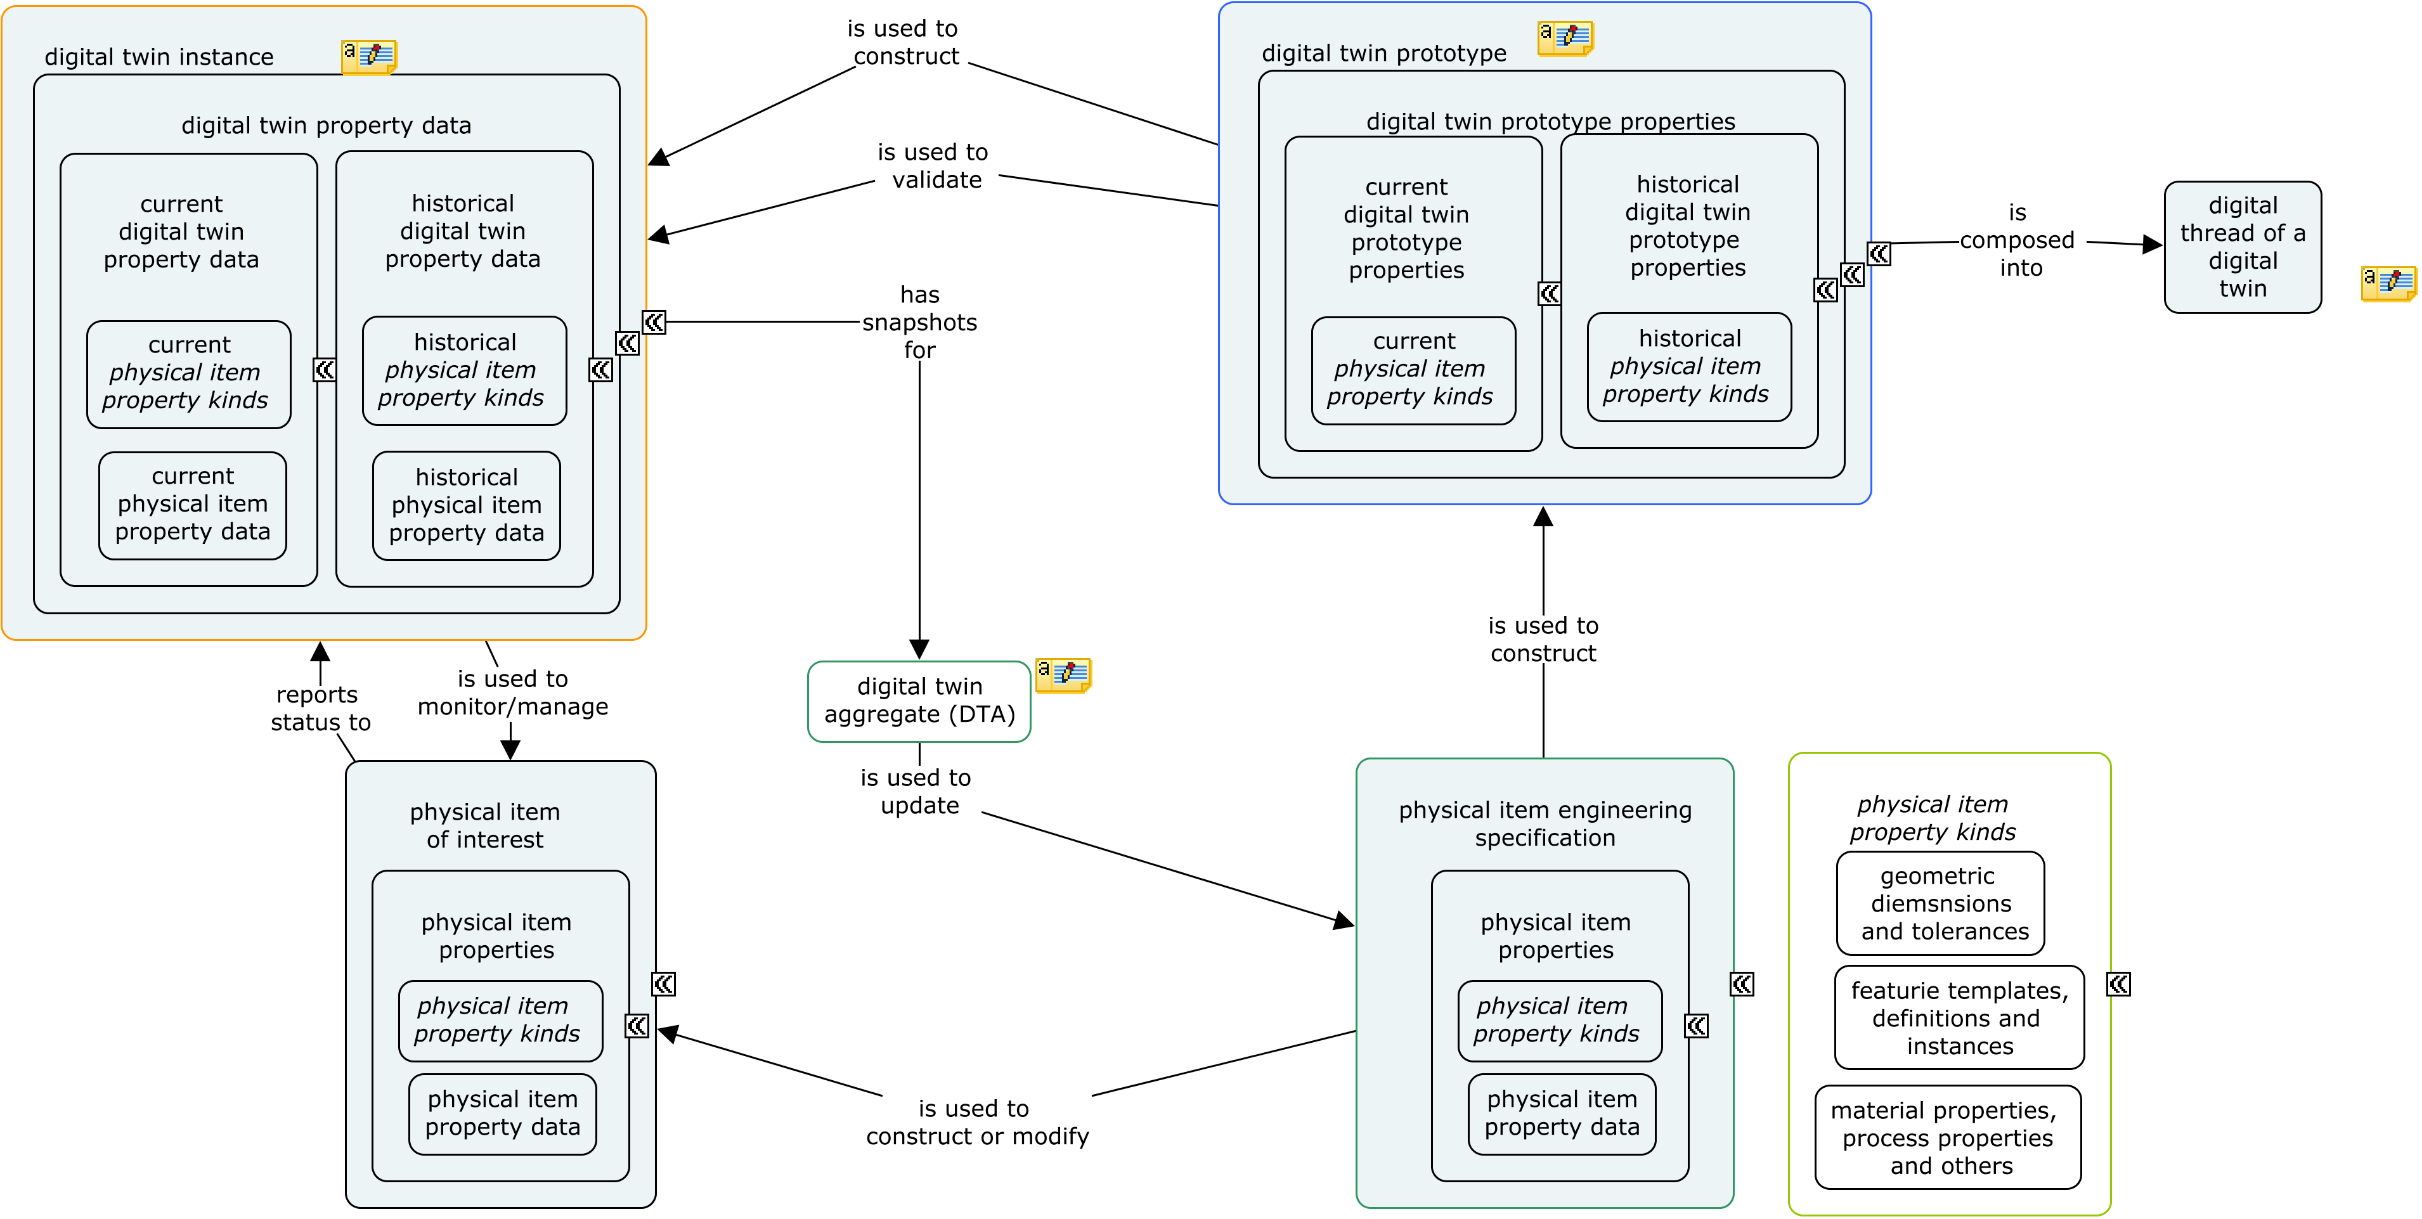 digital twin instance
digital twin property data
current
digital twin
property data
historical
digital twin
property data
current
physical item
property kinds
historical
physical item
property kinds
current
physical item
property data
historical
physical item
property data
is used to
construct
is used to
validate
has
snapshots
for
digital twin prototype
digital twin prototype properties
current
digital twin
prototype
properties
historical
digital twin
prototype
properties
current
physical item
property kinds
historical
physical item
property kinds
is
composed
into
digital
thread of a
digital
twin
reports
status to
is used to
monitor/manage
digital twin
aggregate (DTA)
is used to
update
is used to
construct
physical item
of interest
physical item
properties
physical item
property kinds
physical item
property data
is used to
construct or modify
physical item engineering
specification
physical item
properties
physical item
property kinds
physical item
property data
physical item
property kinds
geometric
diemsnsions
and tolerances
featurie templates,
definitions and
instances
material properties,
process properties
and others